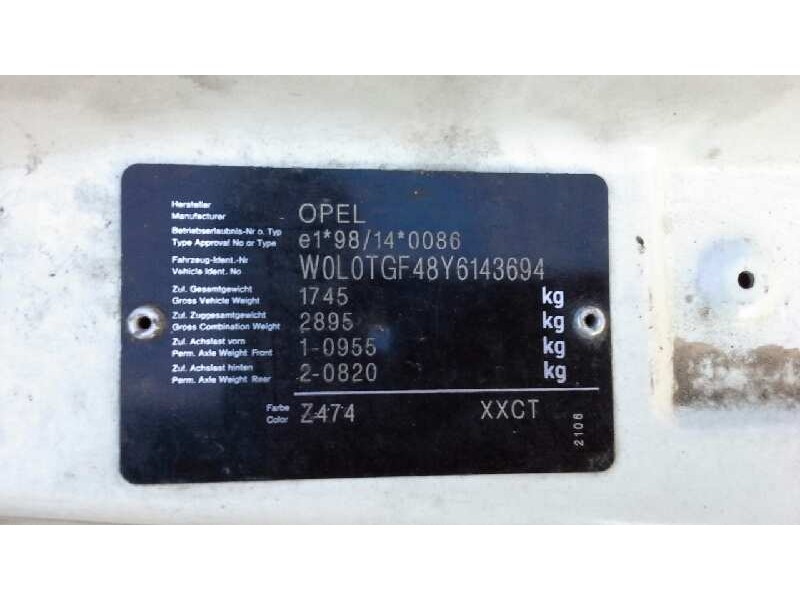 Hersteller
Manufacturer OPEL
Betriebserlaubnis-Nr o. Typ
Type Approval No or Type e1*98/14*0086
Fahrzeug-Ident.-Nr
Vehicle Ident. No W0L0TGF48Y6143694
Zul. Gesamtgewicht
Gross Vehicle Weight 1745 kg
Zul. Zuggesamtgewicht
Gross Combination Weight 2895 kg
Zul. Achslast vorn
Perm. Axle Weight Front 1-0955 kg
Zul. Achslast hinten
Perm. Axle Weight Rear 2-0820 kg
Farbe
Color Z474 XXCT
2106